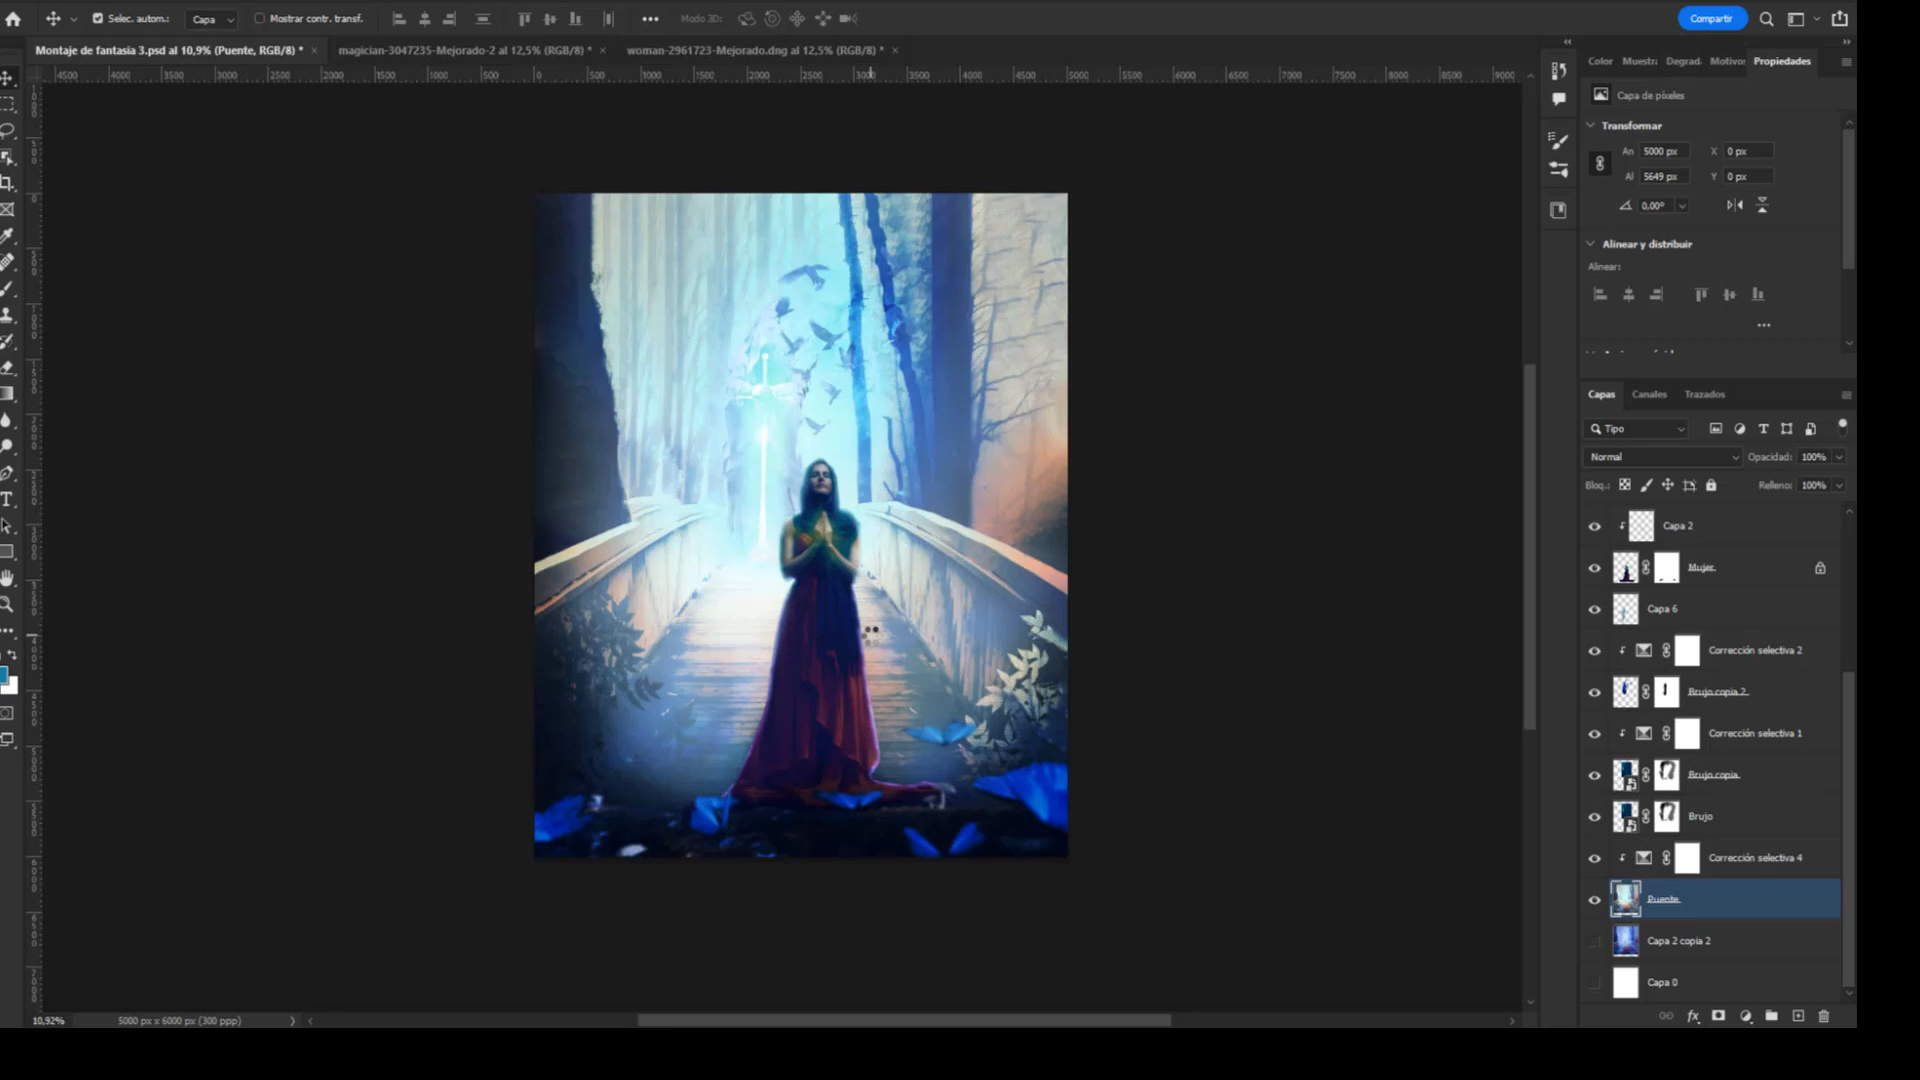 Selec. autom.: Capa Mostrar contr. transf. Modo 3D: Compartir
Montaje de fantasia 3.psd al 10,9% (Puente, RGB/8) * × magician-3047235-Mejorado-2 al 12,5% (RGB/8) * × woman-2961723-Mejorado.dng al 12,5% (RGB/8) * ×
4500 4000 3500 3000 2500 2000 1500 1000 500 0 500 1000 1500 2000 2500 3000 3500 4000 4500 5000 5500 6000 6500 7000 7500 8000 8500 9000
Color Muestra Degrad Motivo Propiedades
Capa de píxeles
Transformar
An 5000 px X 0 px
Al 5649 px Y 0 px
0,00°
Alinear y distribuir
Alinear:
Capas Canales Trazados
Tipo
Normal Opacidad: 100%
Bloq.: Relleno: 100%
Capa 2
Mujer
Capa 6
Corrección selectiva 2
Brujo copia 2
Corrección selectiva 1
Brujo copia
Brujo
Corrección selectiva 4
Puente
Capa 2 copia 2
Capa 0
10,92% 5000 px x 6000 px (300 ppp)